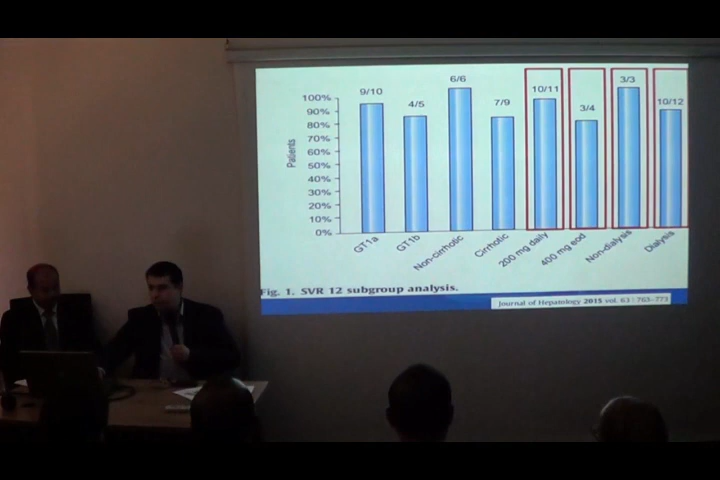 6/6
3/3
9/10
4/5
7/9
10/11
3/4
10/12
100%
90%
80%
70%
60%
50%
40%
30%
20%
10%
0%
Patients
GT1a
GT1b
Non-cirrhotic
Cirrhotic
200 mg daily
400 mg eod
Non-dialysis
Dialysis
Fig. 1. SVR 12 subgroup analysis.
Journal of Hepatology 2015 vol. 63 : 763–773